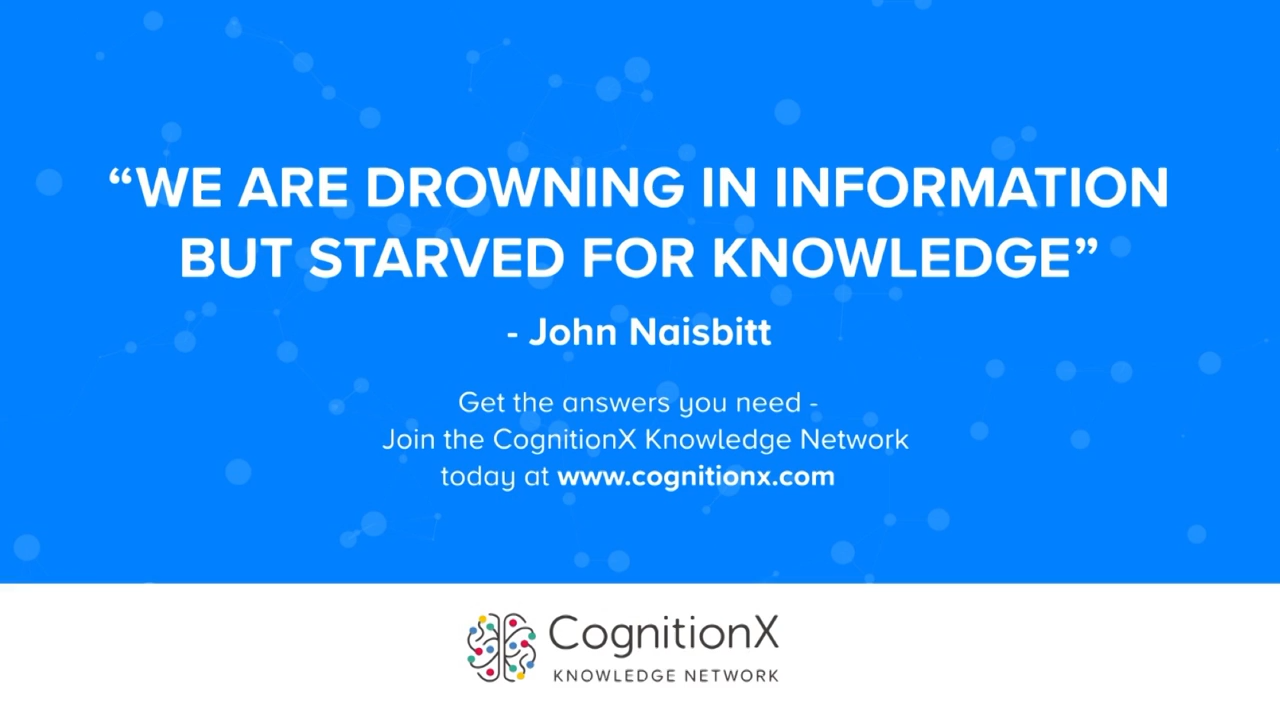 “WE ARE DROWNING IN INFORMATION
BUT STARVED FOR KNOWLEDGE”
- John Naisbitt
Get the answers you need -
Join the CognitionX Knowledge Network
today at www.cognitionx.com
CognitionX
KNOWLEDGE NETWORK